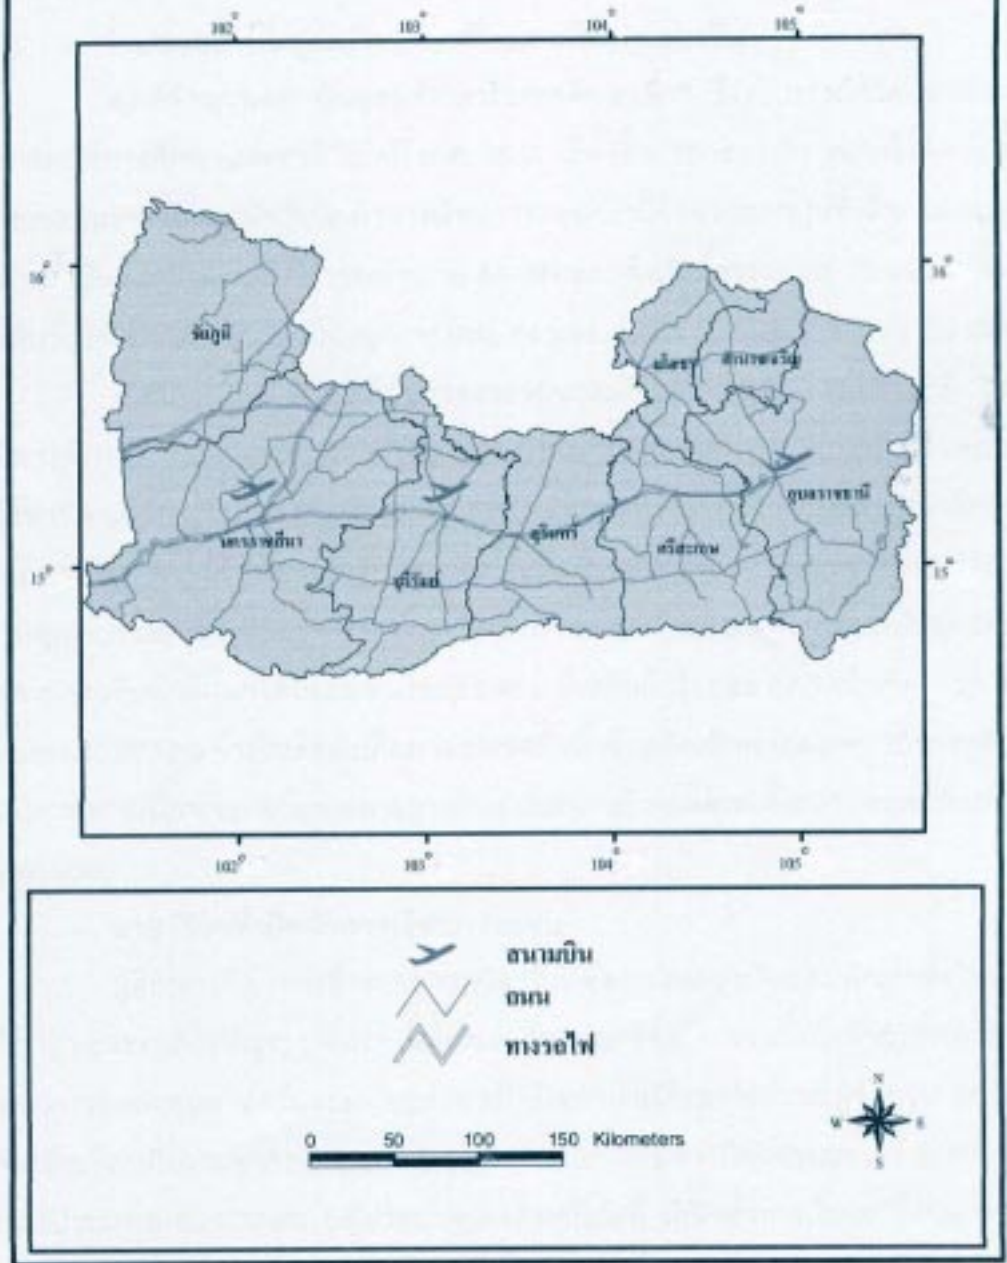 102° 103° 104° 105°
16° 16°
ชัยภูมิ
ยโสธร อำนาจเจริญ
อุบลราชธานี
นครราชสีมา สุรินทร์ ศรีสะเกษ
บุรีรัมย์
15° 15°
102° 103° 104° 105°
สนามบิน
ถนน
ทางรถไฟ
0 50 100 150 Kilometers
N
W E
S